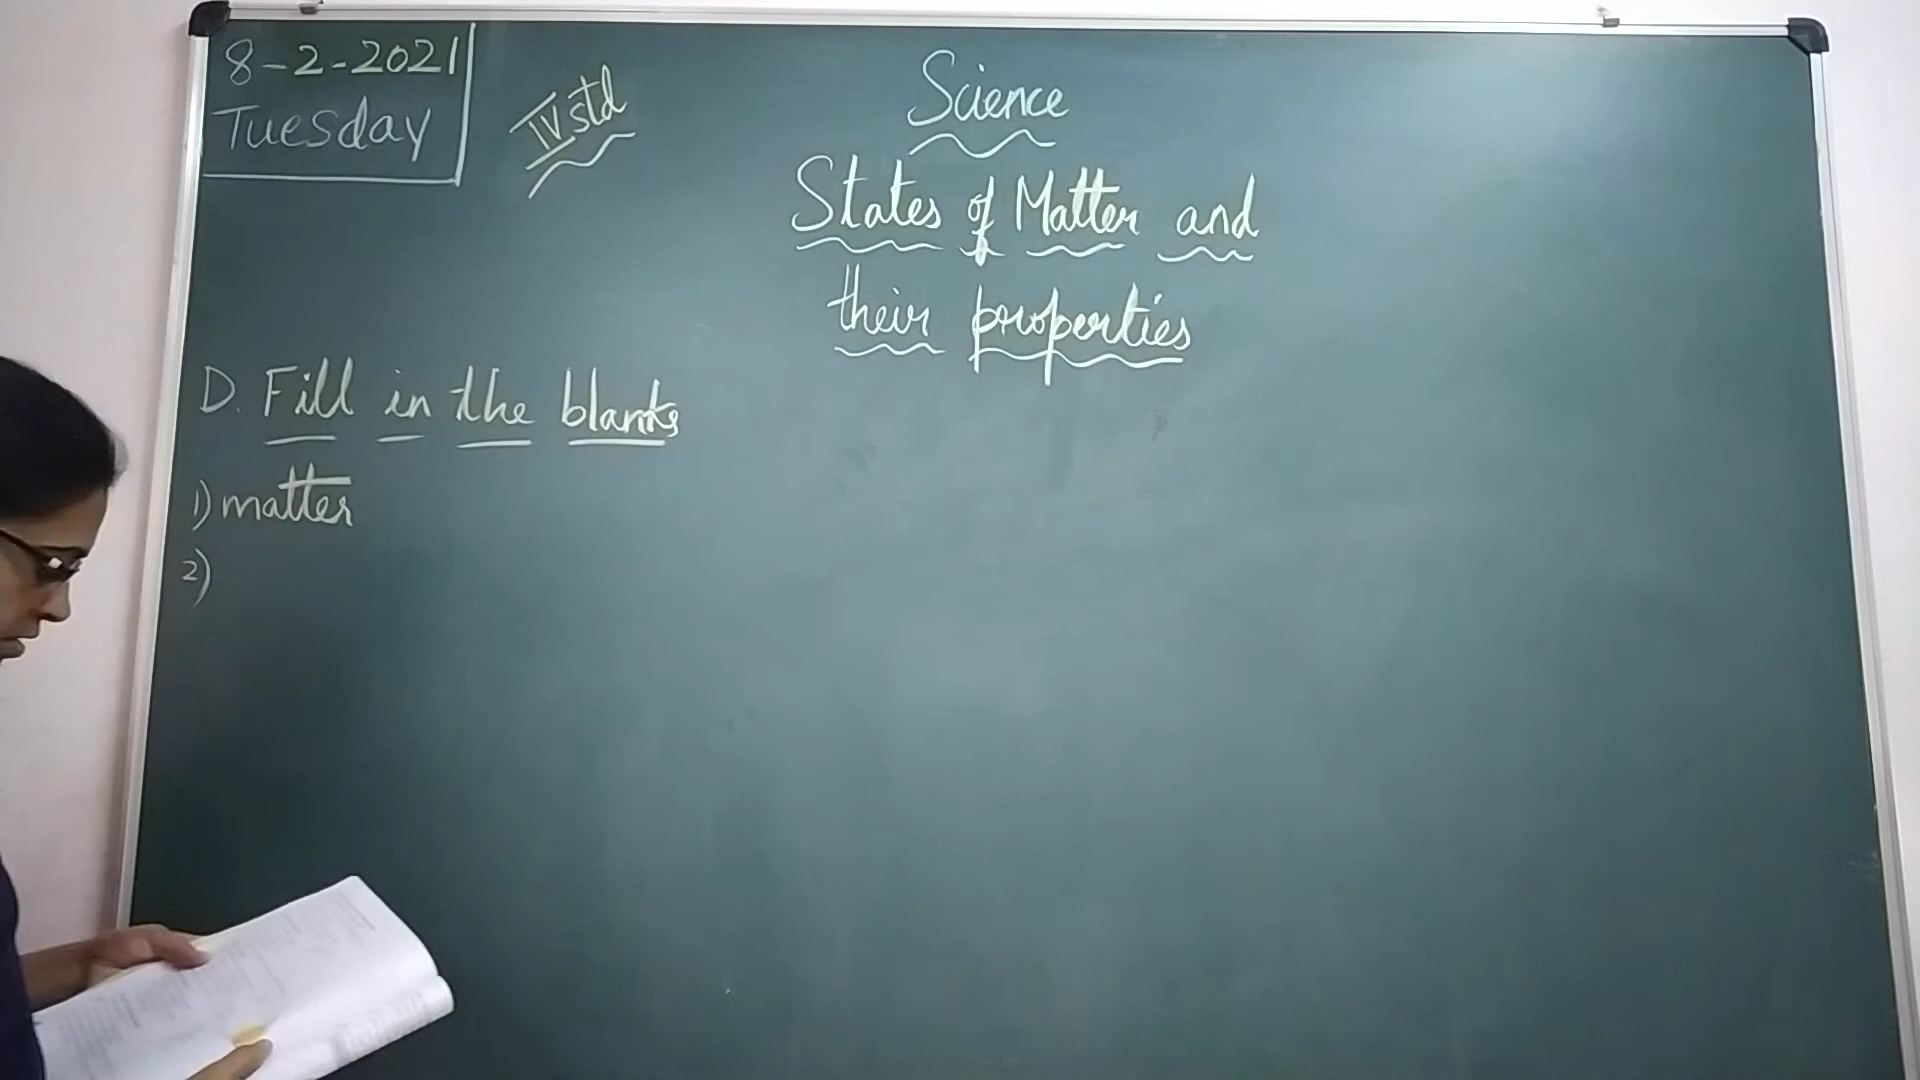 8-2-2021
Tuesday
IV std
Science
States of Matter and
their properties
D. Fill in the blanks
1) matter
2)